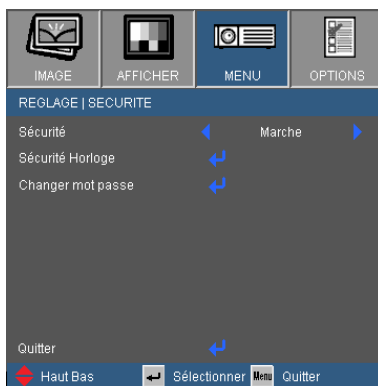 IMAGE AFFICHER MENU OPTIONS
REGLAGE | SECURITE
Sécurité Marche
Sécurité Horloge
Changer mot passe
Quitter
Haut Bas Sélectionner Menu Quitter